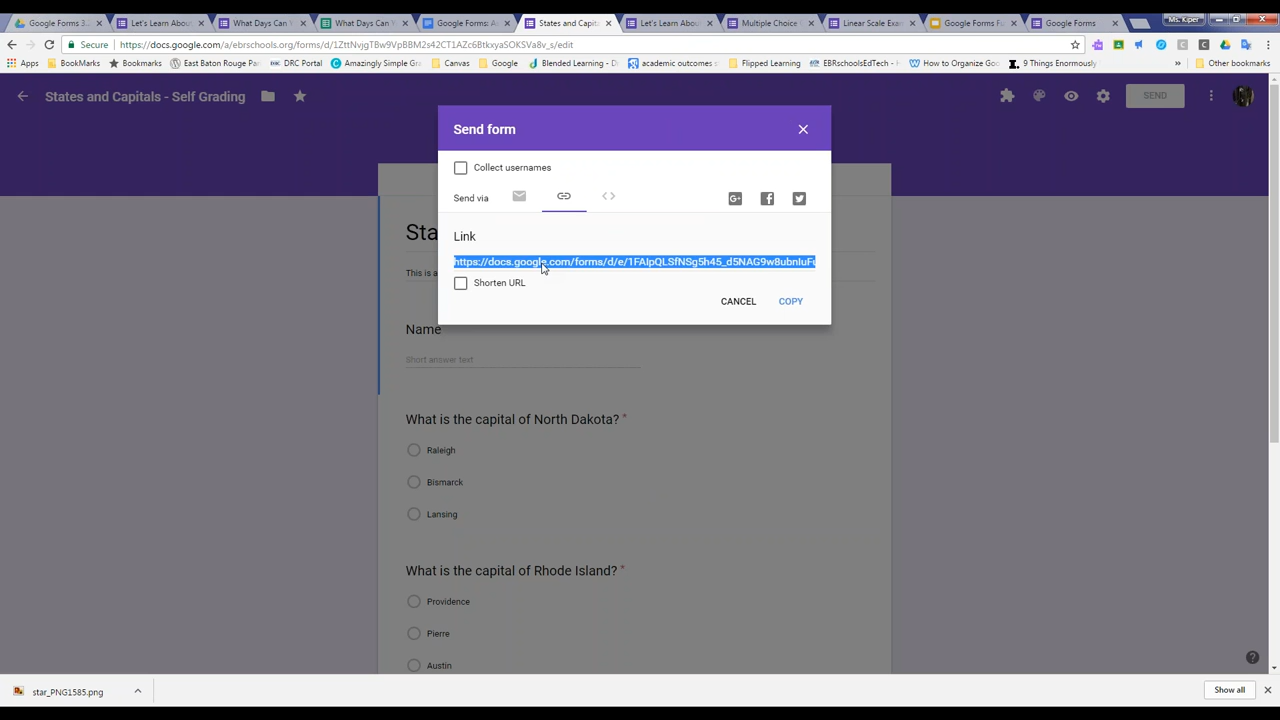 Google Forms 3.2
Let's Learn Abou
What Days Can Y
What Days Can Y
Google Forms: A
States and Capita
Let's Learn Abou
Multiple Choice
Linear Scale Exam
Google Forms Fu
Google Forms
Ms. Kiper
Secure
https://docs.google.com/a/ebrschools.org/forms/d/1ZttNvjgTBw9VpBBM2s42CT1AZc6BtkxyaSOKSVa8v_s/edit
Apps
BookMarks
Bookmarks
East Baton Rouge Pa
DRC Portal
Amazingly Simple Gr
Canvas
Google
Blended Learning - D
academic outcomes
Flipped Learning
EBRschoolsEdTech - H
How to Organize Goo
9 Things Enormously
»
Other bookmarks
States and Capitals - Self Grading
SEND
Send form
Collect usernames
Send via
G+
Link
https://docs.google.com/forms/d/e/1FAIpQLSfNSg5h45_d5NAG9w8ubnIuF
Shorten URL
CANCEL
COPY
Sta
This is a
Name
Short answer text
What is the capital of North Dakota? *
Raleigh
Bismarck
Lansing
What is the capital of Rhode Island? *
Providence
Pierre
Austin
star_PNG1585.png
Show all